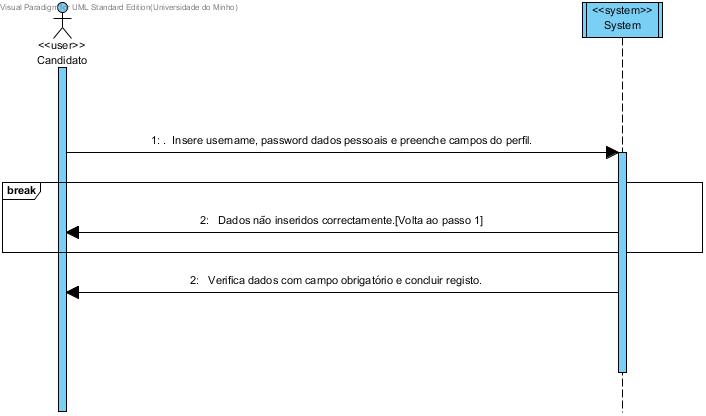 Visual Paradigm for UML Standard Edition(Universidade do Minho)
<<user>>
Candidato
<<system>>
System
1: . Insere username, password dados pessoais e preenche campos do perfil.
break
2: Dados não inseridos correctamente.[Volta ao passo 1]
2: Verifica dados com campo obrigatório e concluir registo.